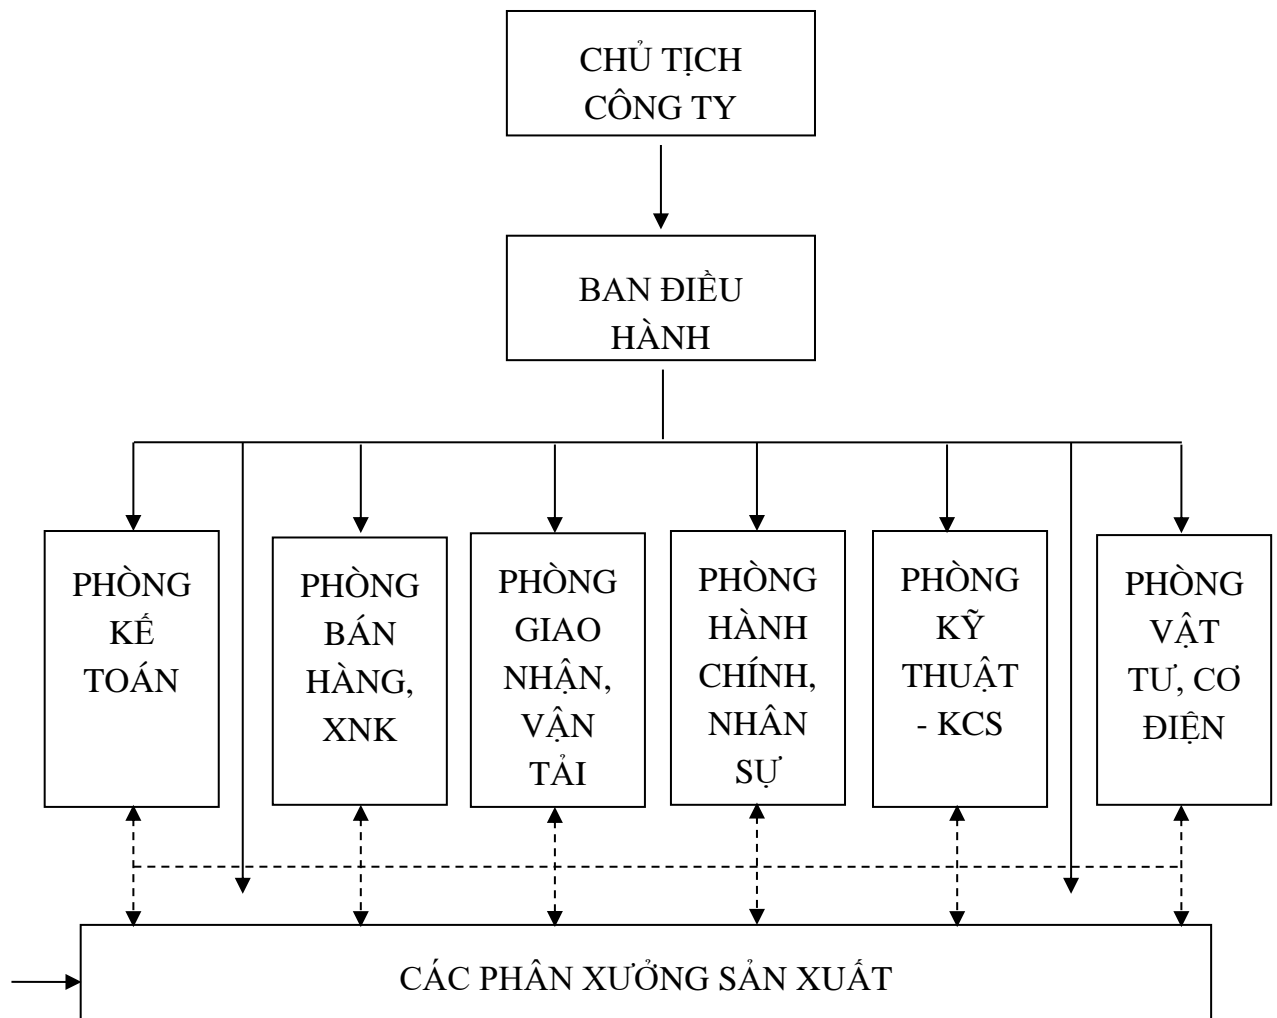 CHỦ TỊCH
CÔNG TY
BAN ĐIỀU
HÀNH
PHÒNG
KẾ
TOÁN
PHÒNG
BÁN
HÀNG,
XNK
PHÒNG
GIAO
NHẬN,
VẬN
TẢI
PHÒNG
HÀNH
CHÍNH,
NHÂN
SỰ
PHÒNG
KỸ
THUẬT
- KCS
PHÒNG
VẬT
TƯ, CƠ
ĐIỆN
CÁC PHÂN XƯỞNG SẢN XUẤT